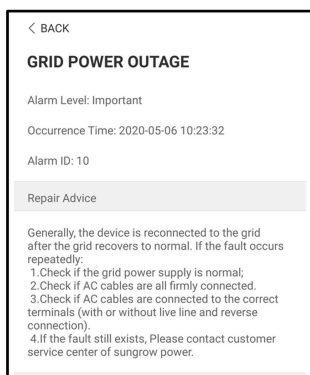 < BACK
GRID POWER OUTAGE
Alarm Level: Important
Occurrence Time: 2020-05-06 10:23:32
Alarm ID: 10
Repair Advice
Generally, the device is reconnected to the grid
after the grid recovers to normal. If the fault occurs
repeatedly:
1.Check if the grid power supply is normal;
2.Check if AC cables are all firmly connected.
3.Check if AC cables are connected to the correct
terminals (with or without live line and reverse
connection).
4.If the fault still exists, Please contact customer
service center of sungrow power.